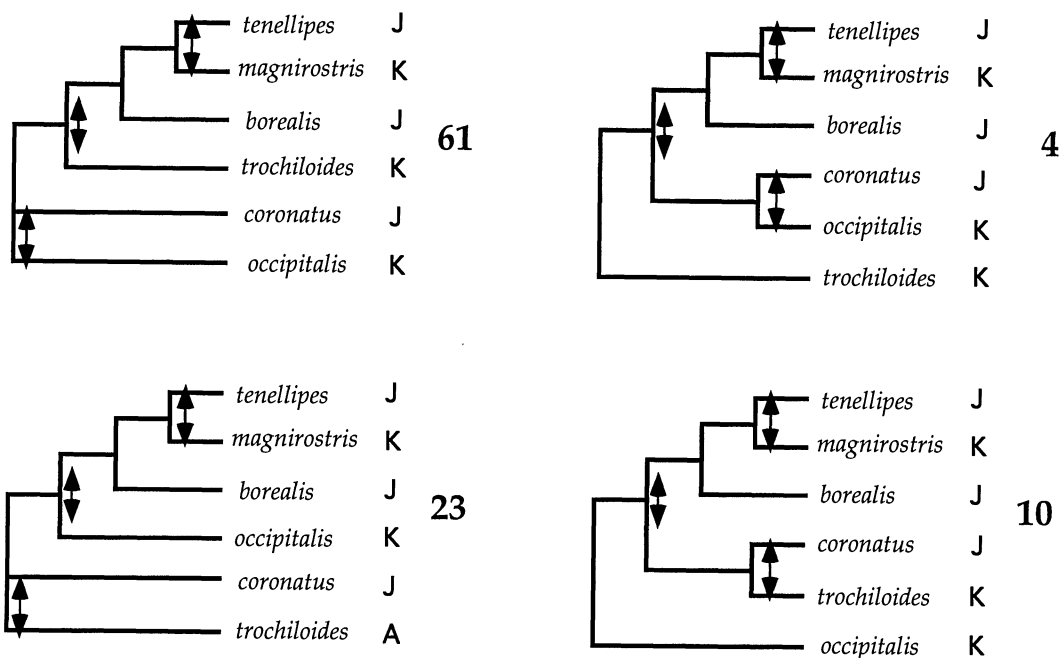 tenellipes J
magnirostris K
borealis J
61
trochiloides K
coronatus J
occipitalis K
tenellipes J
magnirostris K
borealis J
4
coronatus J
occipitalis K
trochiloides K
tenellipes J
magnirostris K
borealis J
23
occipitalis K
coronatus J
trochiloides A
tenellipes J
magnirostris K
borealis J
10
coronatus J
trochiloides K
occipitalis K